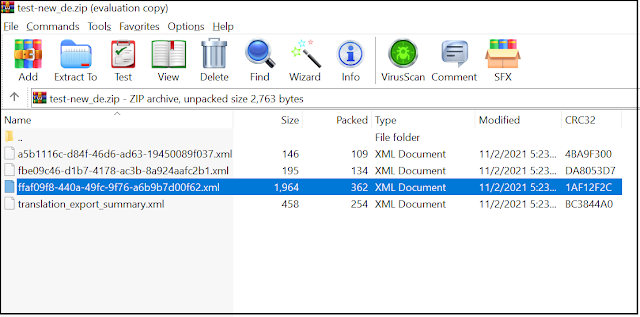 test-new_de.zip (evaluation copy)
File Commands Tools Favorites Options Help
Add Extract To Test View Delete Find Wizard Info VirusScan Comment SFX
test-new_de.zip - ZIP archive, unpacked size 2,763 bytes
Name Size Packed Type Modified CRC32
.. File folder
a5b1116c-d84f-46d6-ad63-19450089f037.xml 146 109 XML Document 11/2/2021 5:23... 4BA9F300
fbe09c46-d1b7-4178-ac3b-8a924aafc2b1.xml 195 134 XML Document 11/2/2021 5:23... DA8053D7
ffaf09f8-440a-49fc-9f76-a6b9b7d00f62.xml 1,964 362 XML Document 11/2/2021 5:23... 1AF12F2C
translation_export_summary.xml 458 254 XML Document 11/2/2021 5:23... BC3844A0